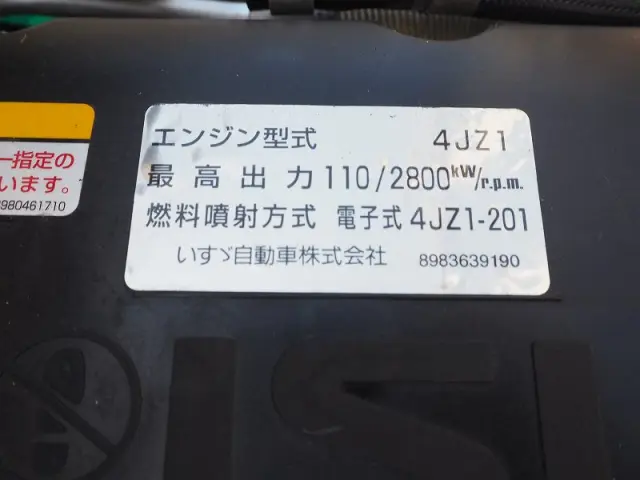 エンジン型式 4JZ1
最高出力 110/2800 kW/r.p.m.
燃料噴射方式 電子式 4JZ1-201
いすゞ自動車株式会社 8983639190
ー指定の
います。
8980461710